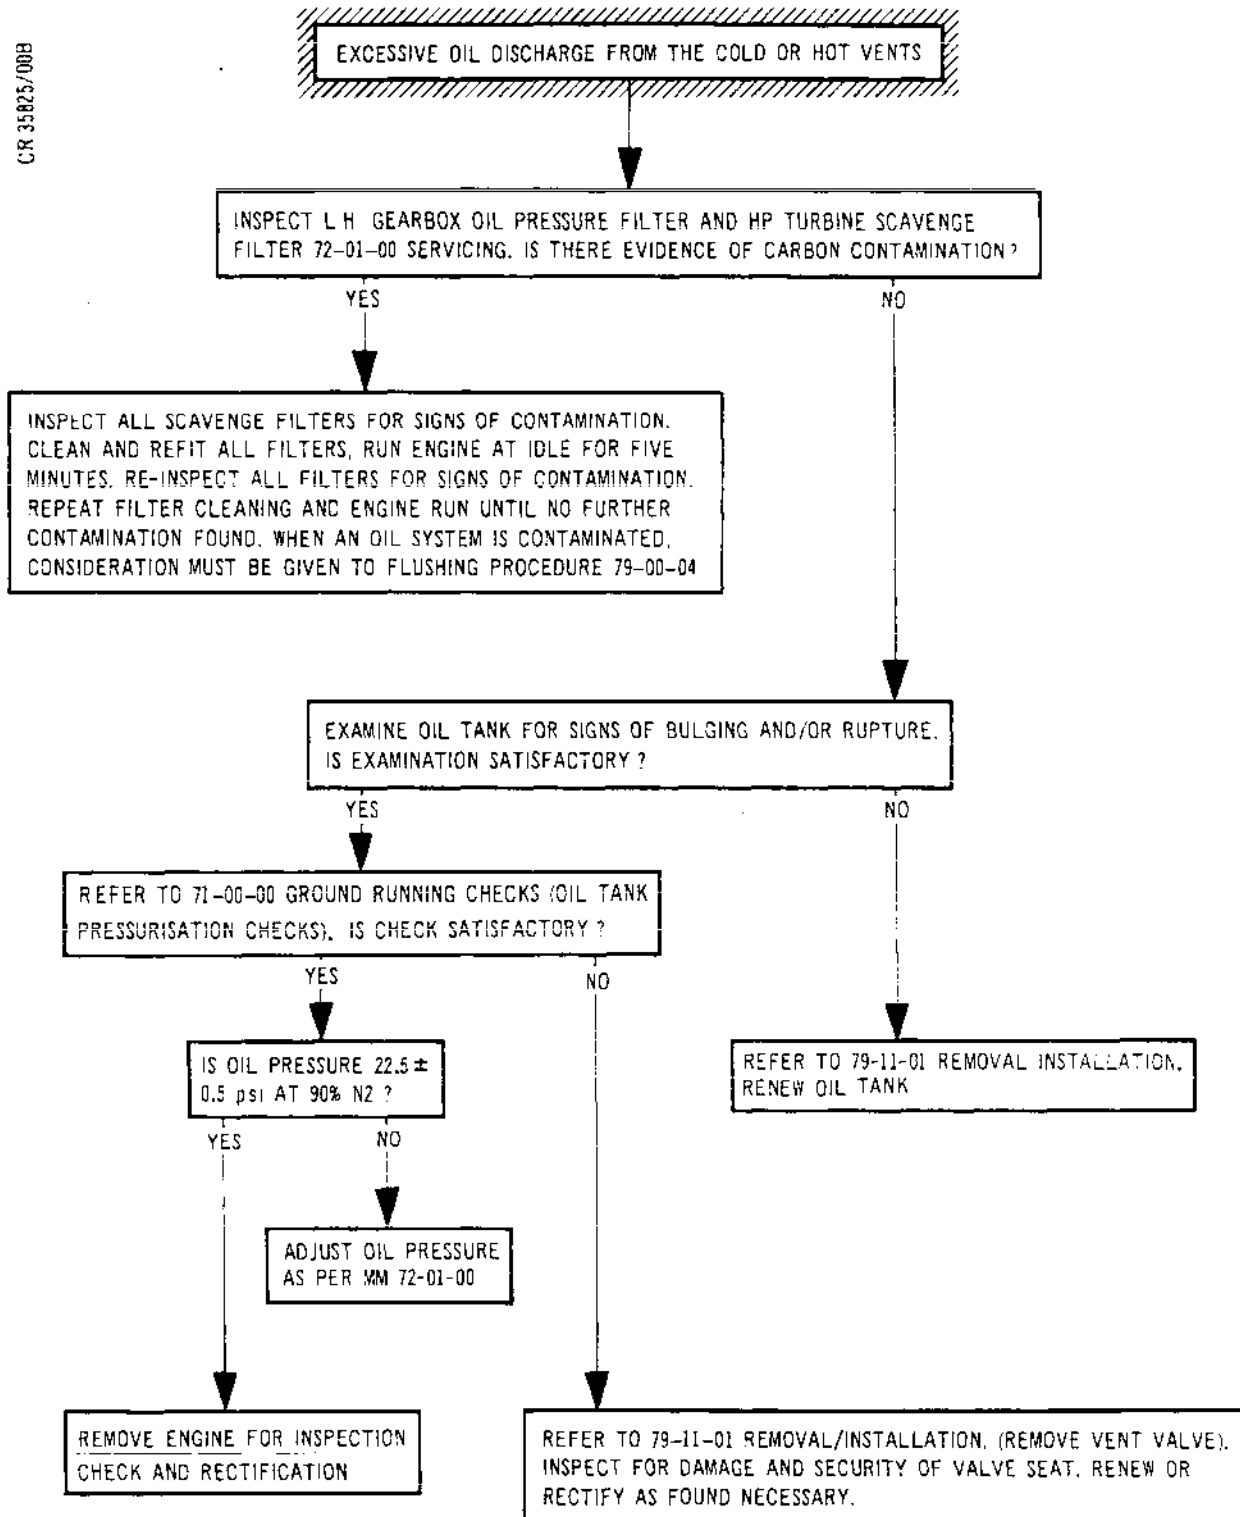 CR 35825/00B
EXCESSIVE OIL DISCHARGE FROM THE COLD OR HOT VENTS
INSPECT L H GEARBOX OIL PRESSURE FILTER AND HP TURBINE SCAVENGE
FILTER 72-01-00 SERVICING. IS THERE EVIDENCE OF CARBON CONTAMINATION?
YES
NO
INSPECT ALL SCAVENGE FILTERS FOR SIGNS OF CONTAMINATION.
CLEAN AND REFIT ALL FILTERS, RUN ENGINE AT IDLE FOR FIVE
MINUTES. RE-INSPECT ALL FILTERS FOR SIGNS OF CONTAMINATION.
REPEAT FILTER CLEANING AND ENGINE RUN UNTIL NO FURTHER
CONTAMINATION FOUND. WHEN AN OIL SYSTEM IS CONTAMINATED,
CONSIDERATION MUST BE GIVEN TO FLUSHING PROCEDURE 79-00-04
EXAMINE OIL TANK FOR SIGNS OF BULGING AND/OR RUPTURE.
IS EXAMINATION SATISFACTORY?
YES
NO
REFER TO 71-00-00 GROUND RUNNING CHECKS (OIL TANK
PRESSURISATION CHECKS). IS CHECK SATISFACTORY?
YES
NO
IS OIL PRESSURE 22.5 ±
0.5 psi AT 90% N2?
REFER TO 79-11-01 REMOVAL INSTALLATION.
RENEW OIL TANK
YES
NO
ADJUST OIL PRESSURE
AS PER MM 72-01-00
REMOVE ENGINE FOR INSPECTION
CHECK AND RECTIFICATION
REFER TO 79-11-01 REMOVAL/INSTALLATION. (REMOVE VENT VALVE).
INSPECT FOR DAMAGE AND SECURITY OF VALVE SEAT. RENEW OR
RECTIFY AS FOUND NECESSARY.